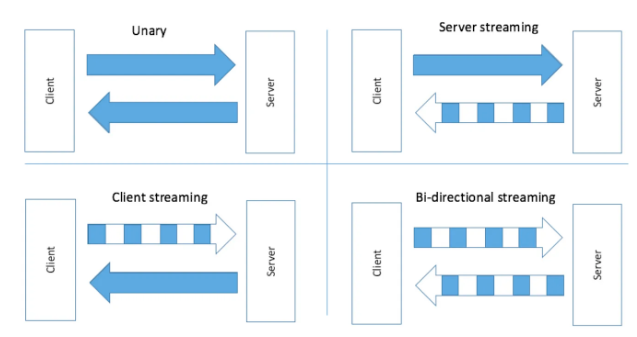 Unary
Client
Server
Server streaming
Client
Server
Client streaming
Client
Server
Bi-directional streaming
Client
Server